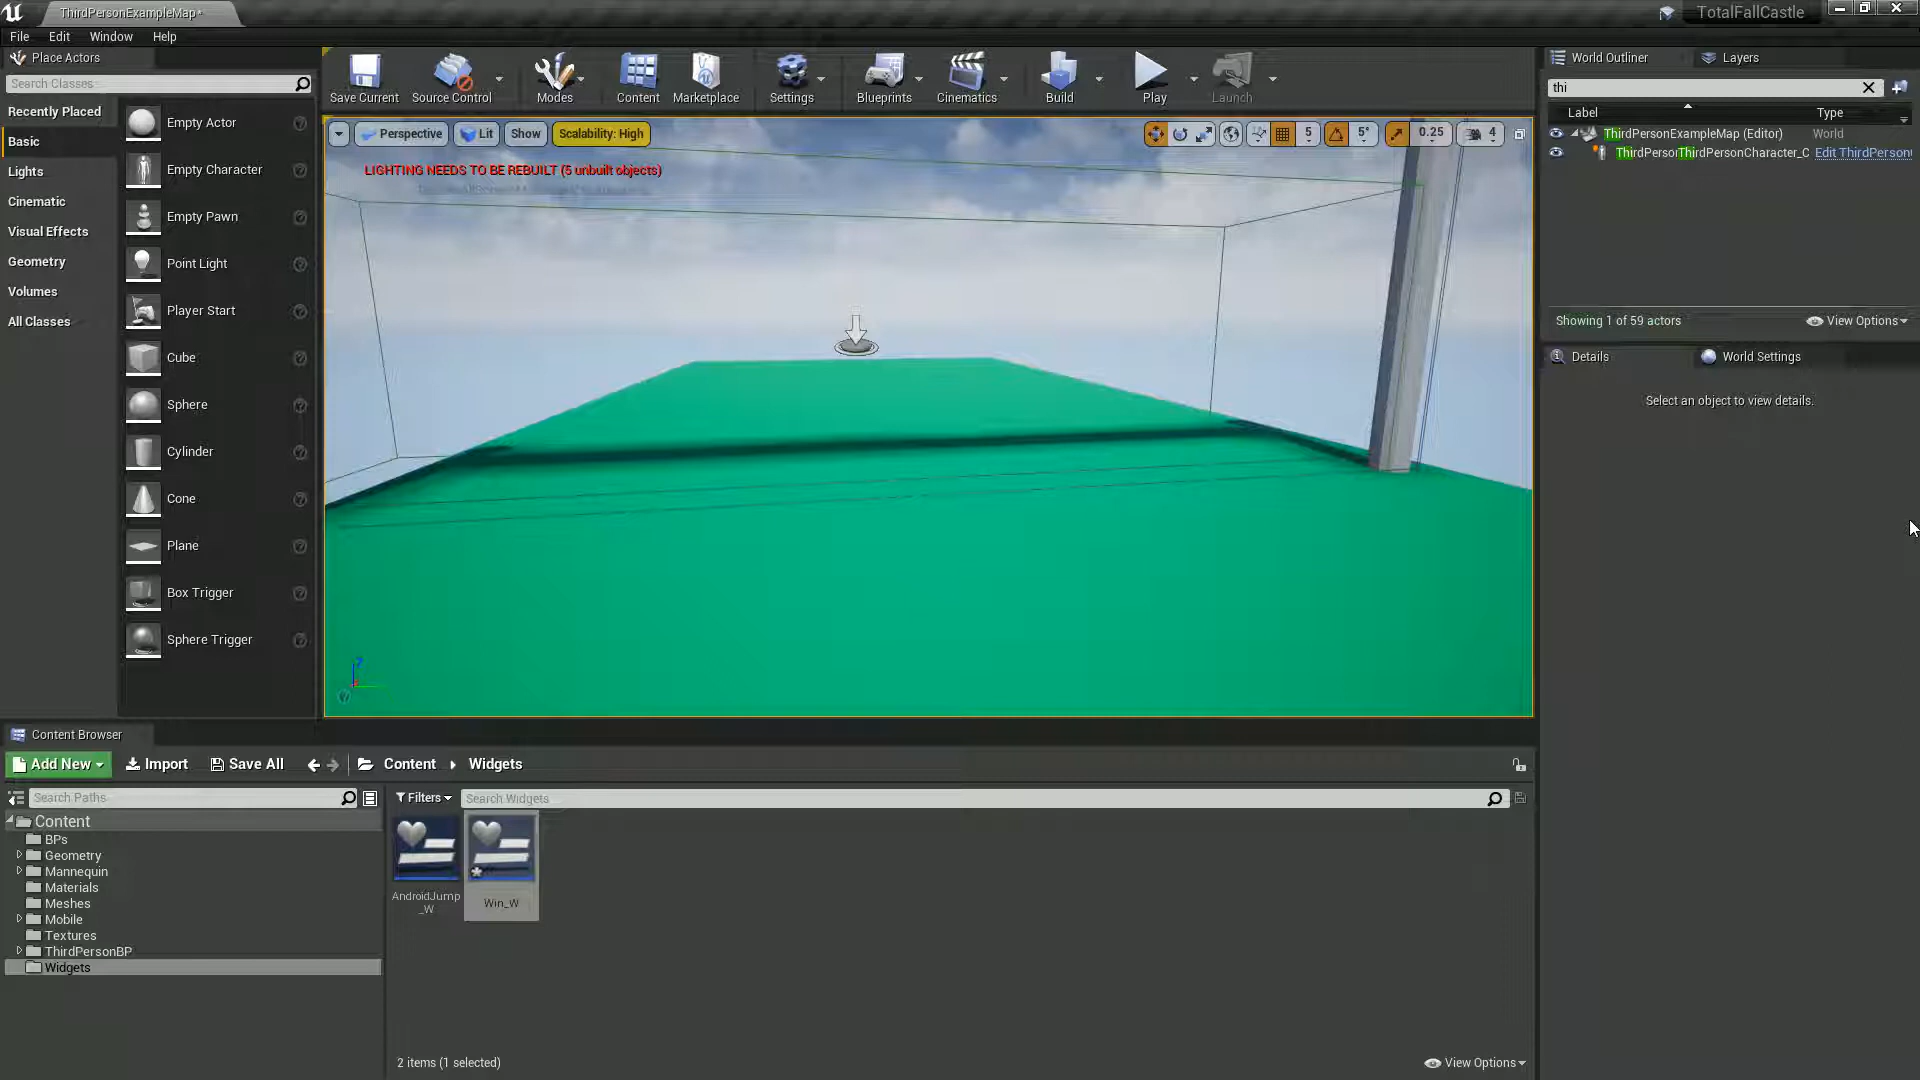 ThirdPersonExampleMap*
TotalFallCastle
File Edit Window Help
Place Actors
Search Classes
Recently Placed
Basic
Lights
Cinematic
Visual Effects
Geometry
Volumes
All Classes
Empty Actor
Empty Character
Empty Pawn
Point Light
Player Start
Cube
Sphere
Cylinder
Cone
Plane
Box Trigger
Sphere Trigger
Save Current Source Control Modes Content Marketplace Settings Blueprints Cinematics Build Play Launch
Perspective Lit Show Scalability: High
5 5° 0.25 4
LIGHTING NEEDS TO BE REBUILT (5 unbuilt objects)
World Outliner Layers
thi
Label Type
ThirdPersonExampleMap (Editor) World
ThirdPersonThirdPersonCharacter_C Edit ThirdPerson
Showing 1 of 59 actors View Options
Details World Settings
Select an object to view details.
Content Browser
Add New Import Save All Content Widgets
Search Paths
Content
BPs
Geometry
Mannequin
Materials
Meshes
Mobile
Textures
ThirdPersonBP
Widgets
Filters Search Widgets
AndroidJump
_W
Win_W
2 items (1 selected) View Options